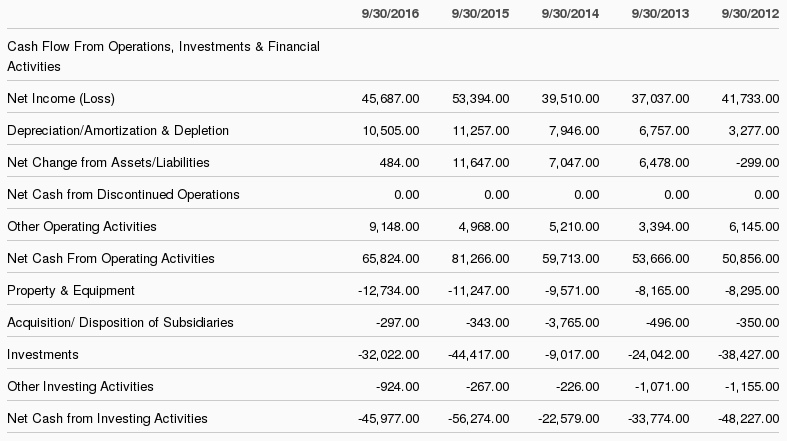 9/30/2016 9/30/2015 9/30/2014 9/30/2013 9/30/2012
Cash Flow From Operations, Investments & Financial
Activities
Net Income (Loss) 45,687.00 53,394.00 39,510.00 37,037.00 41,733.00
Depreciation/Amortization & Depletion 10,505.00 11,257.00 7,946.00 6,757.00 3,277.00
Net Change from Assets/Liabilities 484.00 11,647.00 7,047.00 6,478.00 -299.00
Net Cash from Discontinued Operations 0.00 0.00 0.00 0.00 0.00
Other Operating Activities 9,148.00 4,968.00 5,210.00 3,394.00 6,145.00
Net Cash From Operating Activities 65,824.00 81,266.00 59,713.00 53,666.00 50,856.00
Property & Equipment -12,734.00 -11,247.00 -9,571.00 -8,165.00 -8,295.00
Acquisition/ Disposition of Subsidiaries -297.00 -343.00 -3,765.00 -496.00 -350.00
Investments -32,022.00 -44,417.00 -9,017.00 -24,042.00 -38,427.00
Other Investing Activities -924.00 -267.00 -226.00 -1,071.00 -1,155.00
Net Cash from Investing Activities -45,977.00 -56,274.00 -22,579.00 -33,774.00 -48,227.00